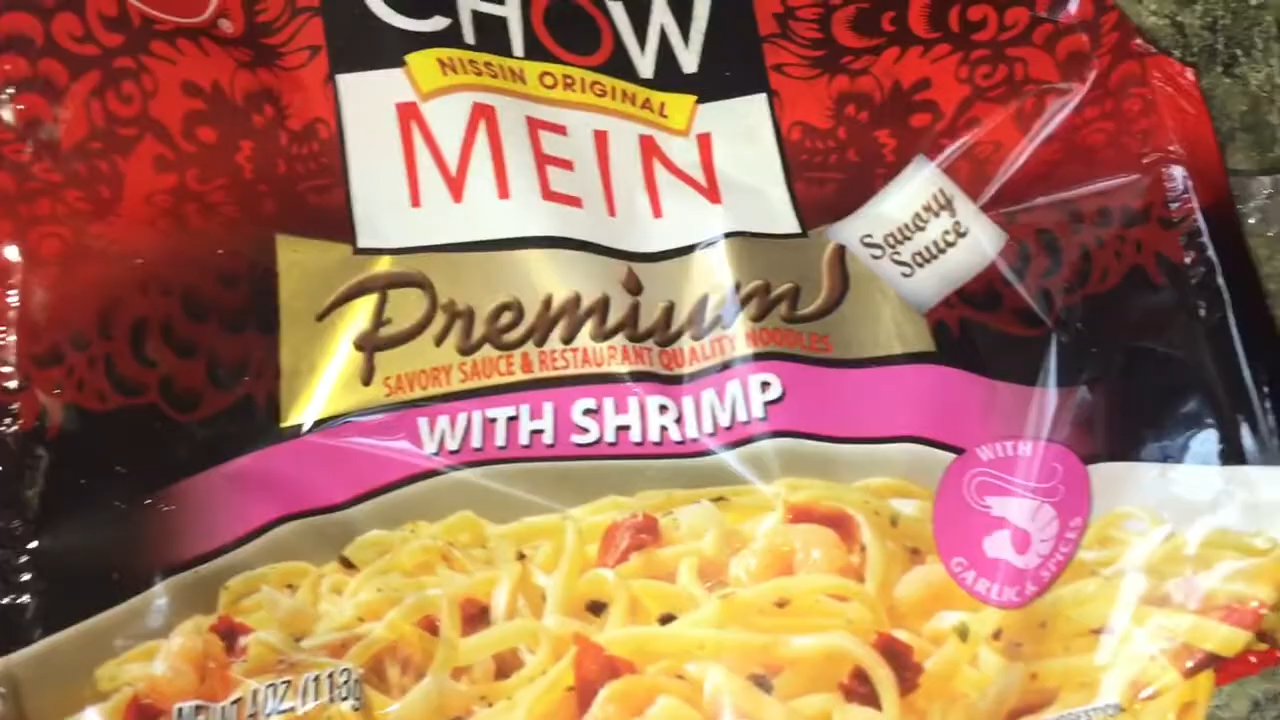 CHOW
NISSIN ORIGINAL
MEIN
Savory
Sauce
Premium
SAVORY SAUCE & RESTAURANT QUALITY NOODLES
WITH SHRIMP
WITH
GARLIC & SPICES
NET WT 4 OZ /113g